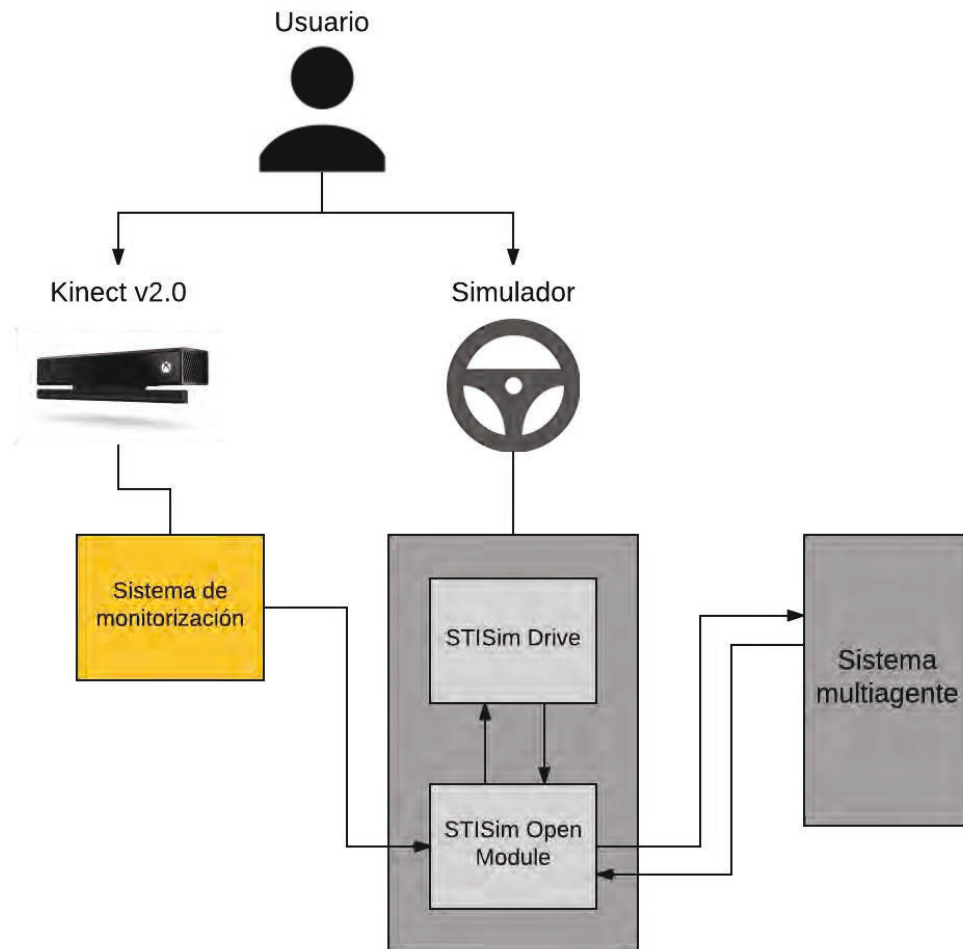 Usuario
Kinect v2.0
Simulador
Sistema de
monitorización
STISim Drive
Sistema
multiagente
STISim Open
Module